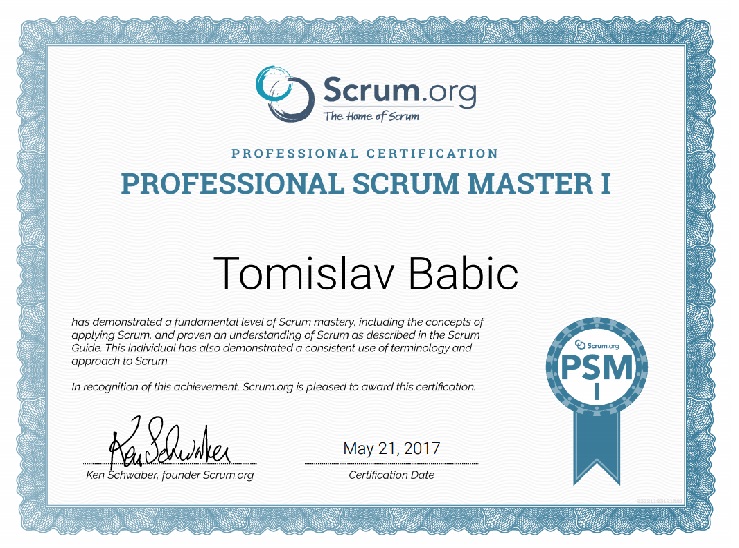 Scrum.org
The Home of Scrum
PROFESSIONAL CERTIFICATION
PROFESSIONAL SCRUM MASTER I
Tomislav Babic
has demonstrated a fundamental level of Scrum mastery, including the concepts of
applying Scrum, and proven an understanding of Scrum as described in the Scrum
Guide. This individual has also demonstrated a consistent use of terminology and
approach to Scrum
In recognition of this achievement, Scrum.org is pleased to award this certification.
Scrum.org
PSM
I
Ken Schwaber
May 21, 2017
Ken Schwaber, founder Scrum.org
Certification Date